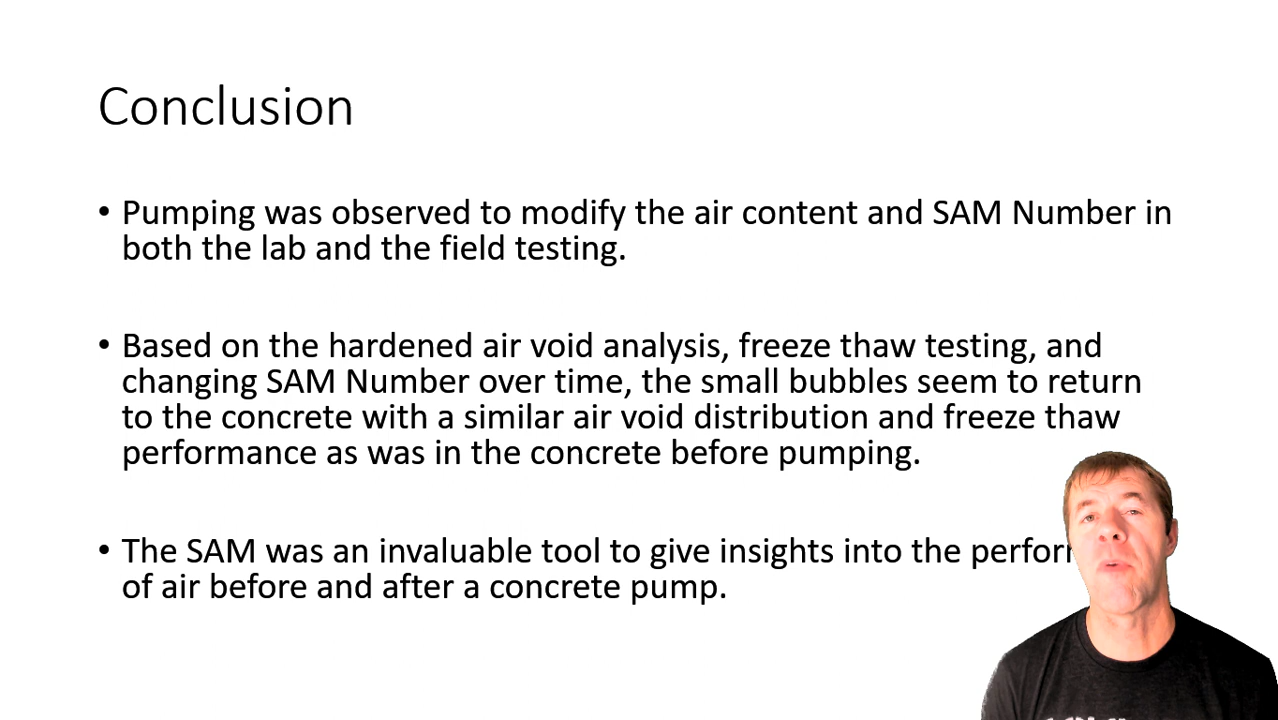 Conclusion
• Pumping was observed to modify the air content and SAM Number in
both the lab and the field testing.
• Based on the hardened air void analysis, freeze thaw testing, and
changing SAM Number over time, the small bubbles seem to return
to the concrete with a similar air void distribution and freeze thaw
performance as was in the concrete before pumping.
• The SAM was an invaluable tool to give insights into the
of air before and after a concrete pump.